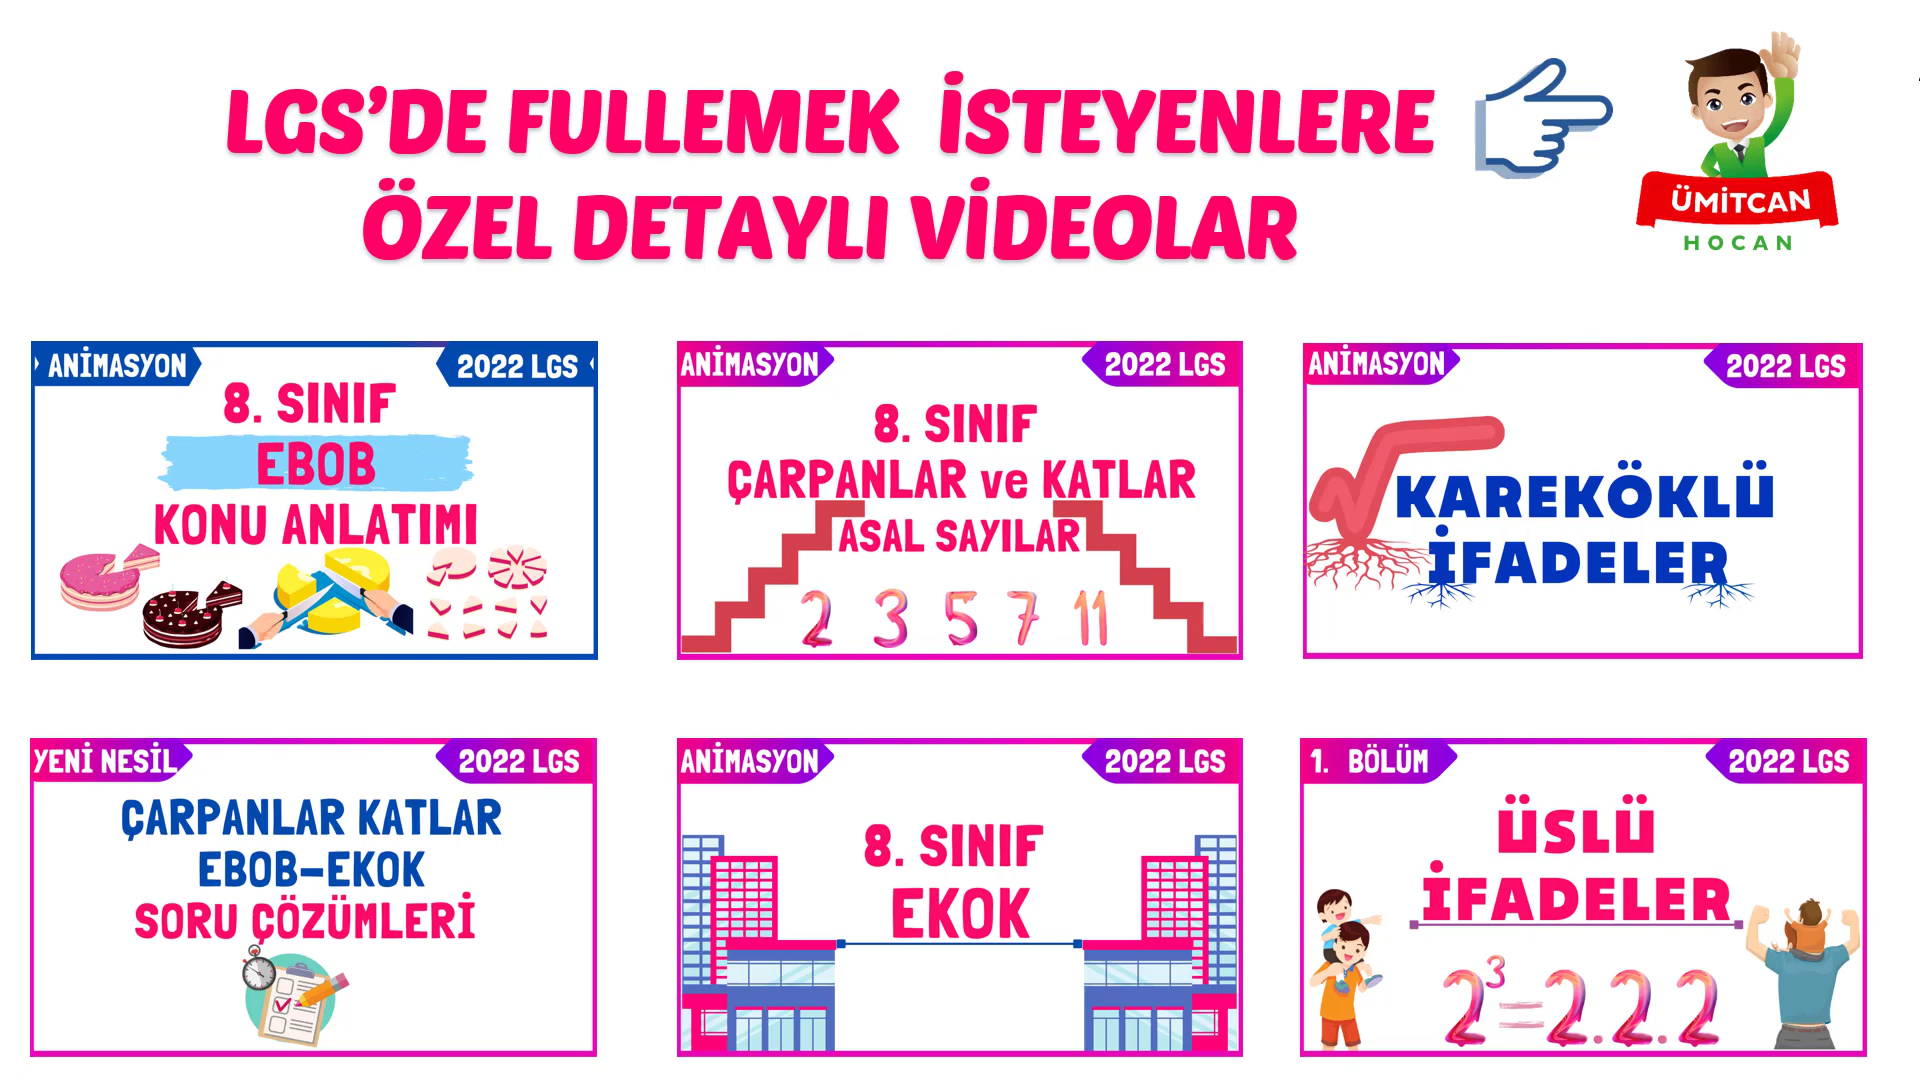 LGS’DE FULLEMEK İSTEYENLERE
ÖZEL DETAYLI VİDEOLAR
ÜMİTCAN
HOCAN
ANİMASYON
2022 LGS
8. SINIF
EBOB
KONU ANLATIMI
ANİMASYON
2022 LGS
8. SINIF
ÇARPANLAR ve KATLAR
ASAL SAYILAR
2 3 5 7 11
ANİMASYON
2022 LGS
KAREKÖKLÜ
İFADELER
YENİ NESİL
2022 LGS
ÇARPANLAR KATLAR
EBOB-EKOK
SORU ÇÖZÜMLERİ
ANİMASYON
2022 LGS
8. SINIF
EKOK
1. BÖLÜM
2022 LGS
ÜSLÜ
İFADELER
2³=2.2.2